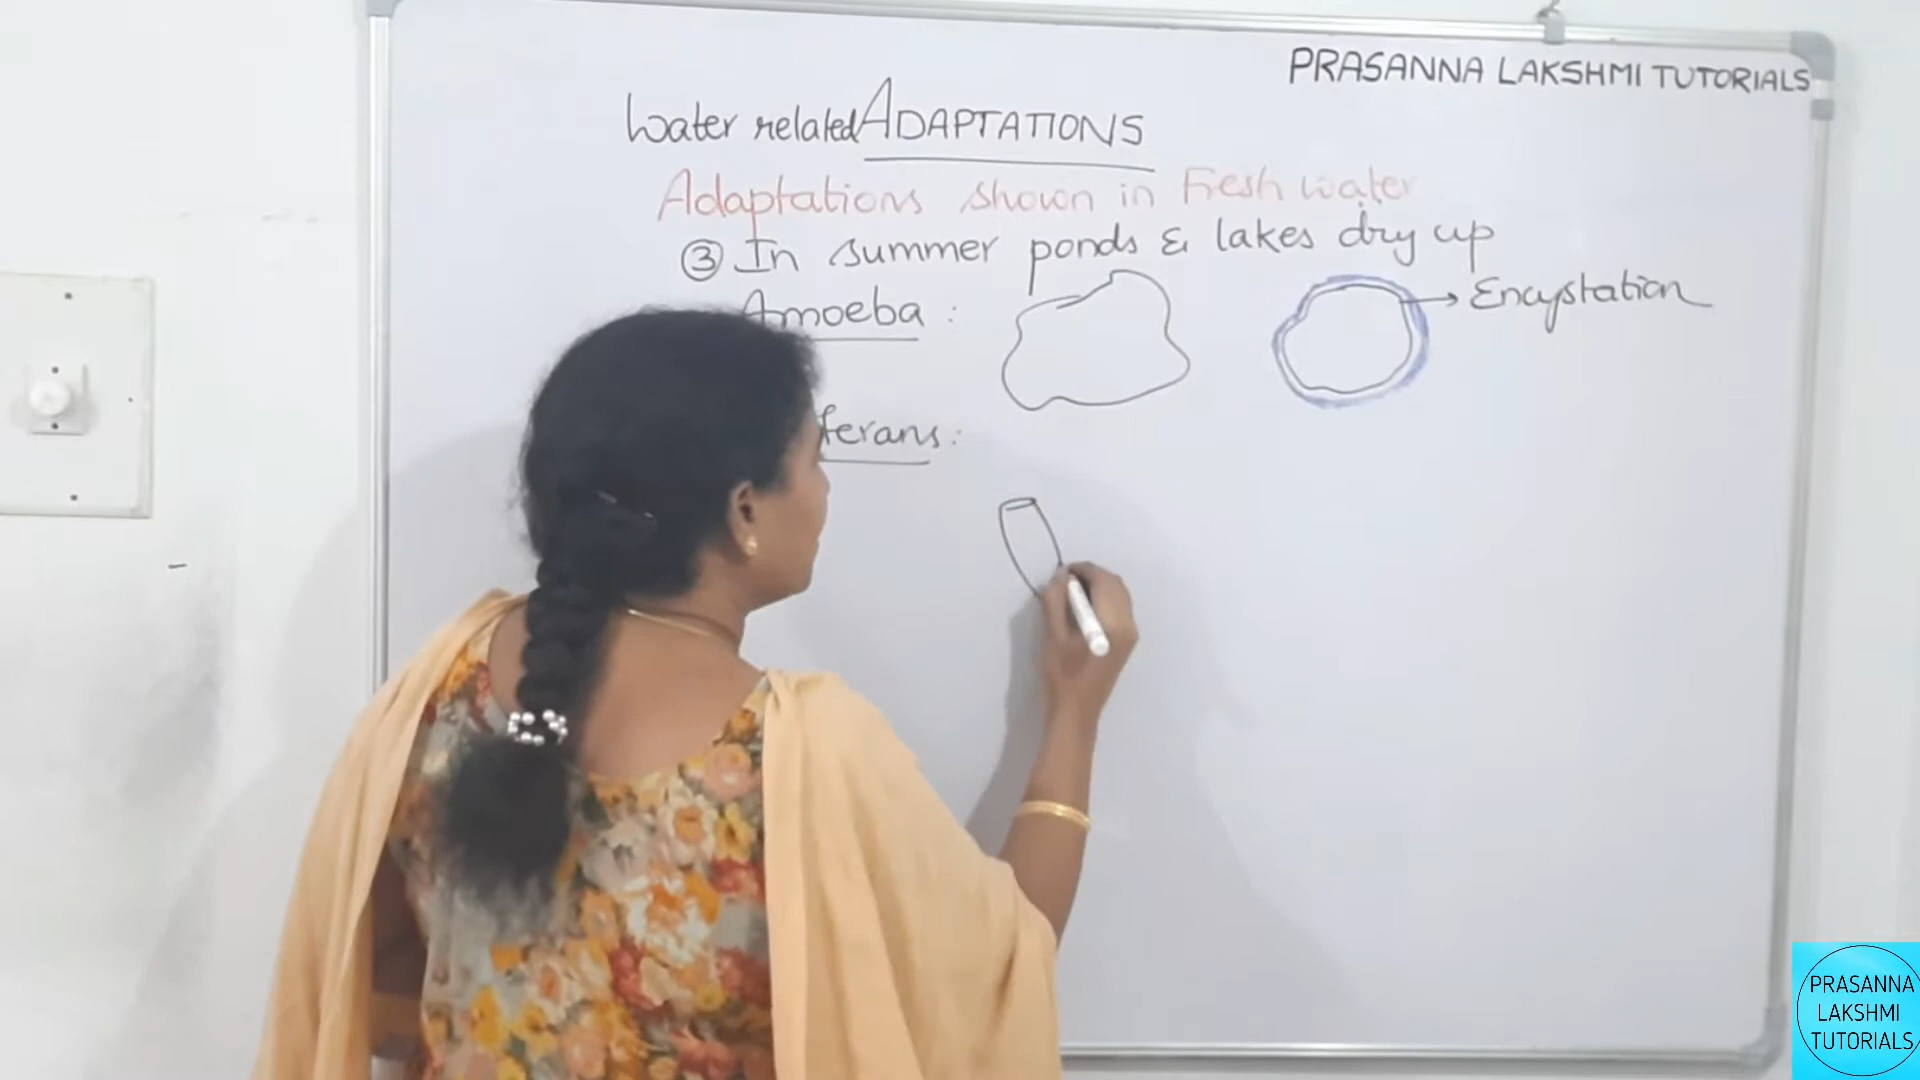 PRASANNA LAKSHMI TUTORIALS
Water related ADAPTATIONS
Adaptations shown in Fresh water
③ In summer ponds & lakes dry up
Amoeba :
Encystation
ferans :
PRASANNA
LAKSHMI
TUTORIALS